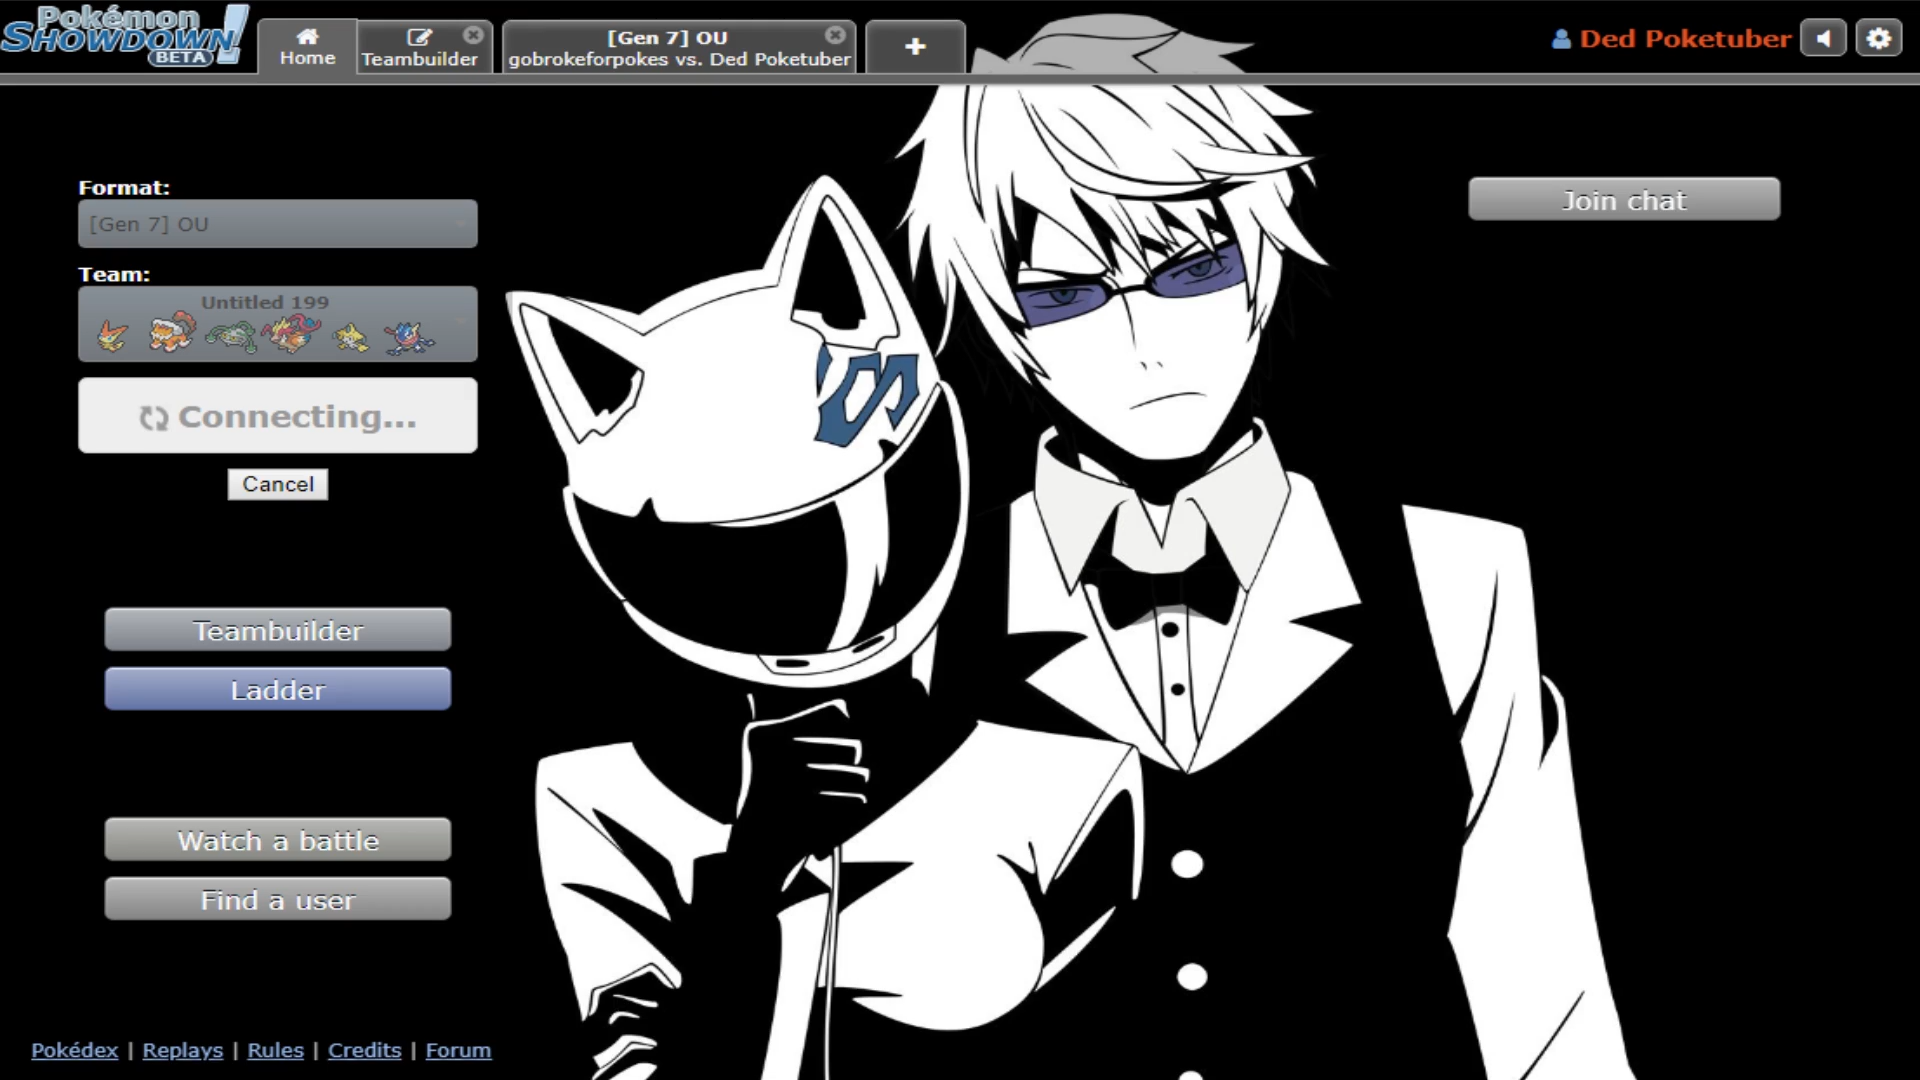 Pokémon
SHOWDOWN!
BETA
Home
Teambuilder
[Gen 7] OU
gobrokeforpokes vs. Ded Poketuber
+
Ded Poketuber
Format:
[Gen 7] OU
Team:
Untitled 199
Connecting...
Cancel
Join chat
Teambuilder
Ladder
Watch a battle
Find a user
Pokédex | Replays | Rules | Credits | Forum